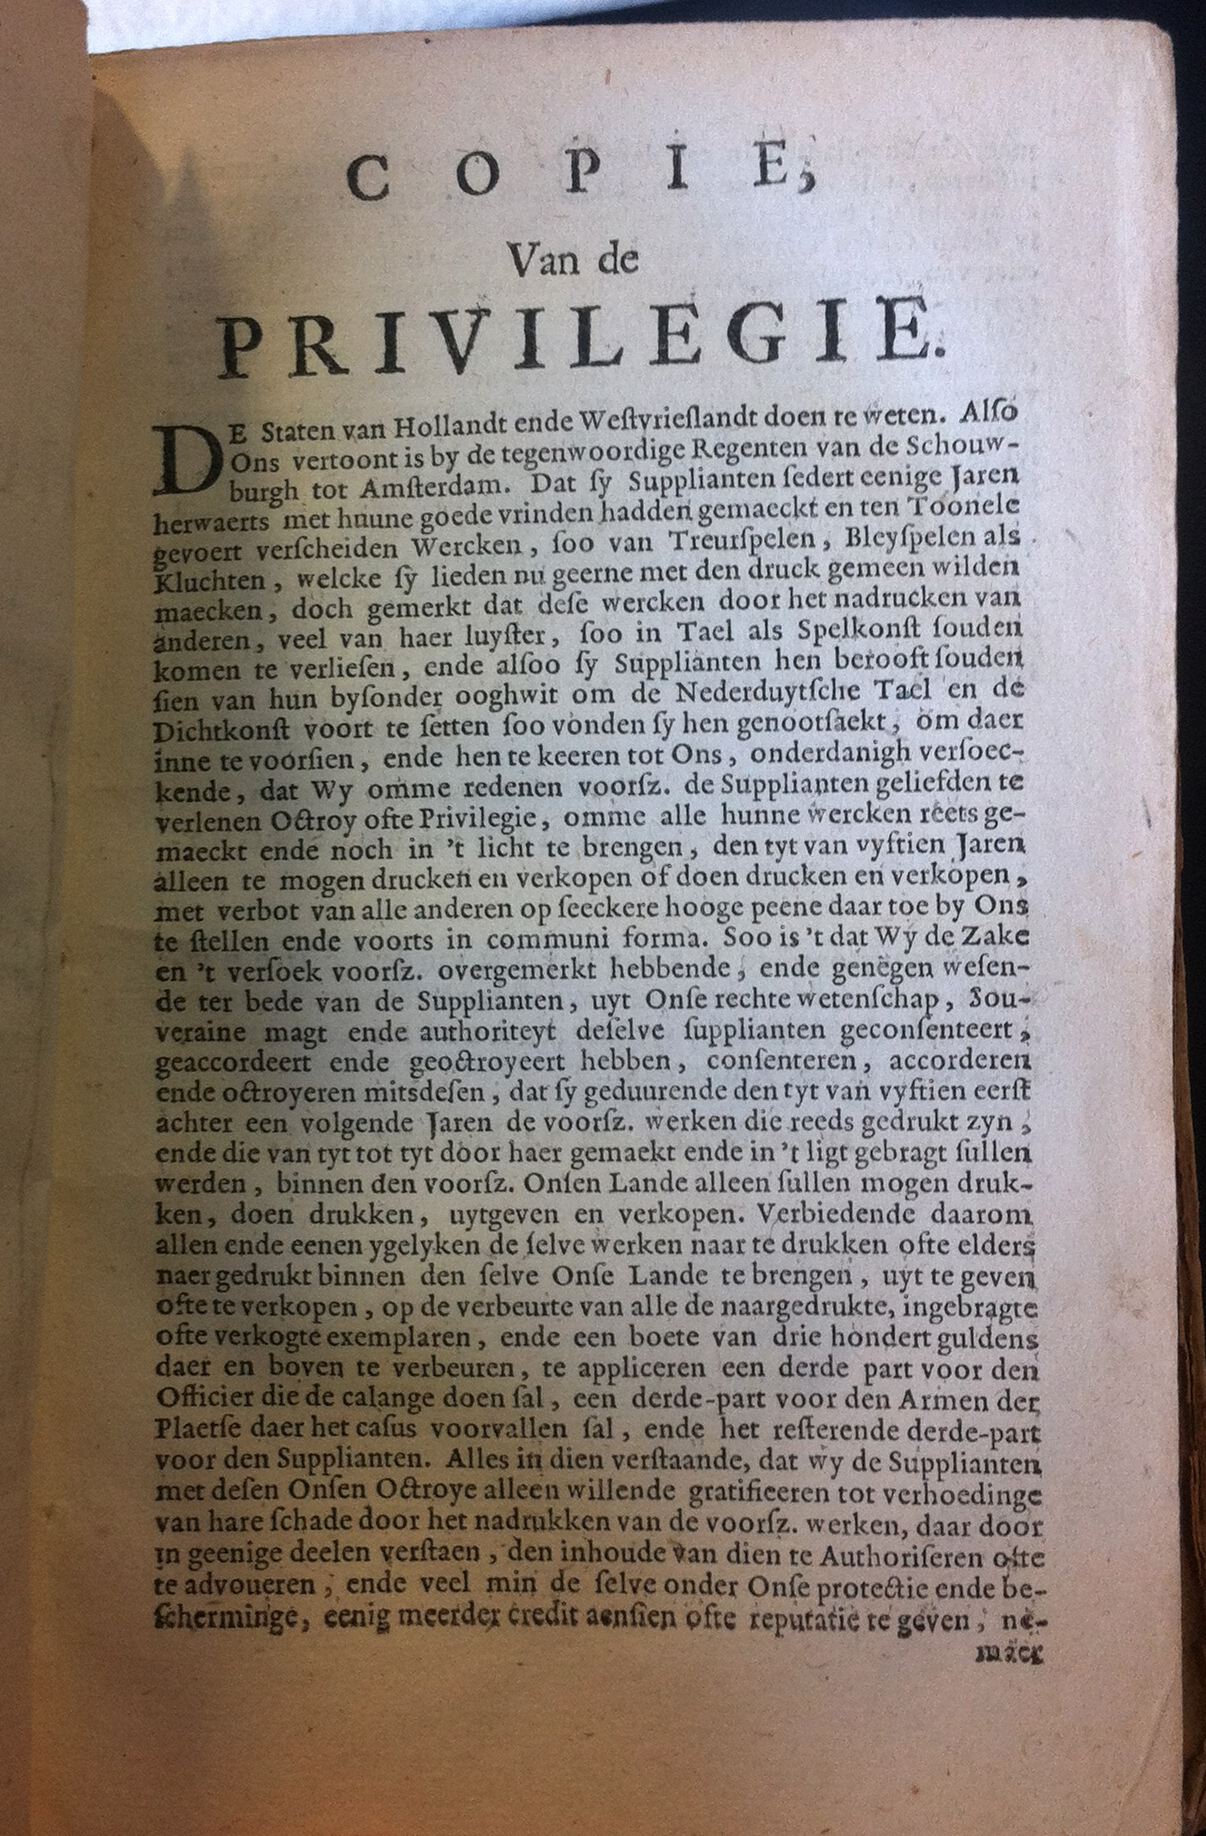 COPIE,
Van de
PRIVILEGIE.
DE Staten van Hollandt ende Weſtvrieſlandt doen te weten. Alſo
Ons vertoont is by de tegenwoordige Regenten van de Schouw-
burgh tot Amſterdam. Dat ſy Supplianten ſedert eenige Jaren
herwaerts met hunne goede vrinden hadden gemaeckt en ten Toonele
gevoert verſcheiden Wercken, ſoo van Treurſpelen, Bleyſpelen als
Kluchten, welcke ſy lieden nu geerne met den druck gemeen wilden
maecken, doch gemerkt dat deſe wercken door het nadrucken van
anderen, veel van haer luyſter, ſoo in Tael als Spelkonſt ſouden
komen te verlieſen, ende alſoo ſy Supplianten hen berooft ſouden
ſien van hun byſonder ooghwit om de Nederduytſche Tael en de
Dichtkonſt voort te ſetten ſoo vonden ſy hen genootſaekt, om daer
inne te voorſien, ende hen te keeren tot Ons, onderdanigh verſoec-
kende, dat Wy omme redenen voorſz. de Supplianten geliefden te
verlenen Octroy ofte Privilegie, omme alle hunne wercken reets ge-
maeckt ende noch in 't licht te brengen, den tyt van vyftien Jaren
alleen te mogen drucken en verkopen of doen drucken en verkopen,
met verbot van alle anderen op ſeeckere hooge peene daar toe by Ons
te ſtellen ende voorts in communi forma. Soo is 't dat Wy de Zake
en 't verſoek voorſz. overgemerkt hebbende, ende genegen weſen-
de ter bede van de Supplianten, uyt Onſe rechte wetenſchap, Sou-
veraine magt ende authoriteyt deſelve ſupplianten geconſenteert,
geaccordeert ende geoctroyeert hebben, conſenteren, accorderen
ende octroyeren mitsdeſen, dat ſy geduurende den tyt van vyftien eerſt
achter een volgende Jaren de voorſz. werken die reeds gedrukt zyn,
ende die van tyt tot tyt door haer gemaekt ende in 't ligt gebragt ſullen
werden, binnen den voorſz. Onſen Lande alleen ſullen mogen druk-
ken, doen drukken, uytgeven en verkopen. Verbiedende daarom
allen ende eenen ygelyken de ſelve werken naar te drukken ofte elders
naer gedrukt binnen den ſelve Onſe Lande te brengen, uyt te geven
ofte te verkopen, op de verbeurte van alle de naargedrukte, ingebragte
ofte verkogte exemplaren, ende een boete van drie hondert guldens
daer en boven te verbeuren, te appliceren een derde part voor den
Officier die de calange doen ſal, een derde-part voor den Armen der
Plaetſe daer het caſus voorvallen ſal, ende het reſterende derde-part
voor den Supplianten. Alles in dien verſtaande, dat wy de Supplianten
met deſen Onſen Octroye alleen willende gratificeren tot verhoedinge
van hare ſchade door het nadrukken van de voorſz. werken, daar door
in geenige deelen verſtaen, den inhoude van dien te Authoriſeren ofte
te advoueren, ende veel min de ſelve onder Onſe protectie ende be-
ſcherminge, eenig meerder credit aenſien ofte reputatie te geven, ne-
maer